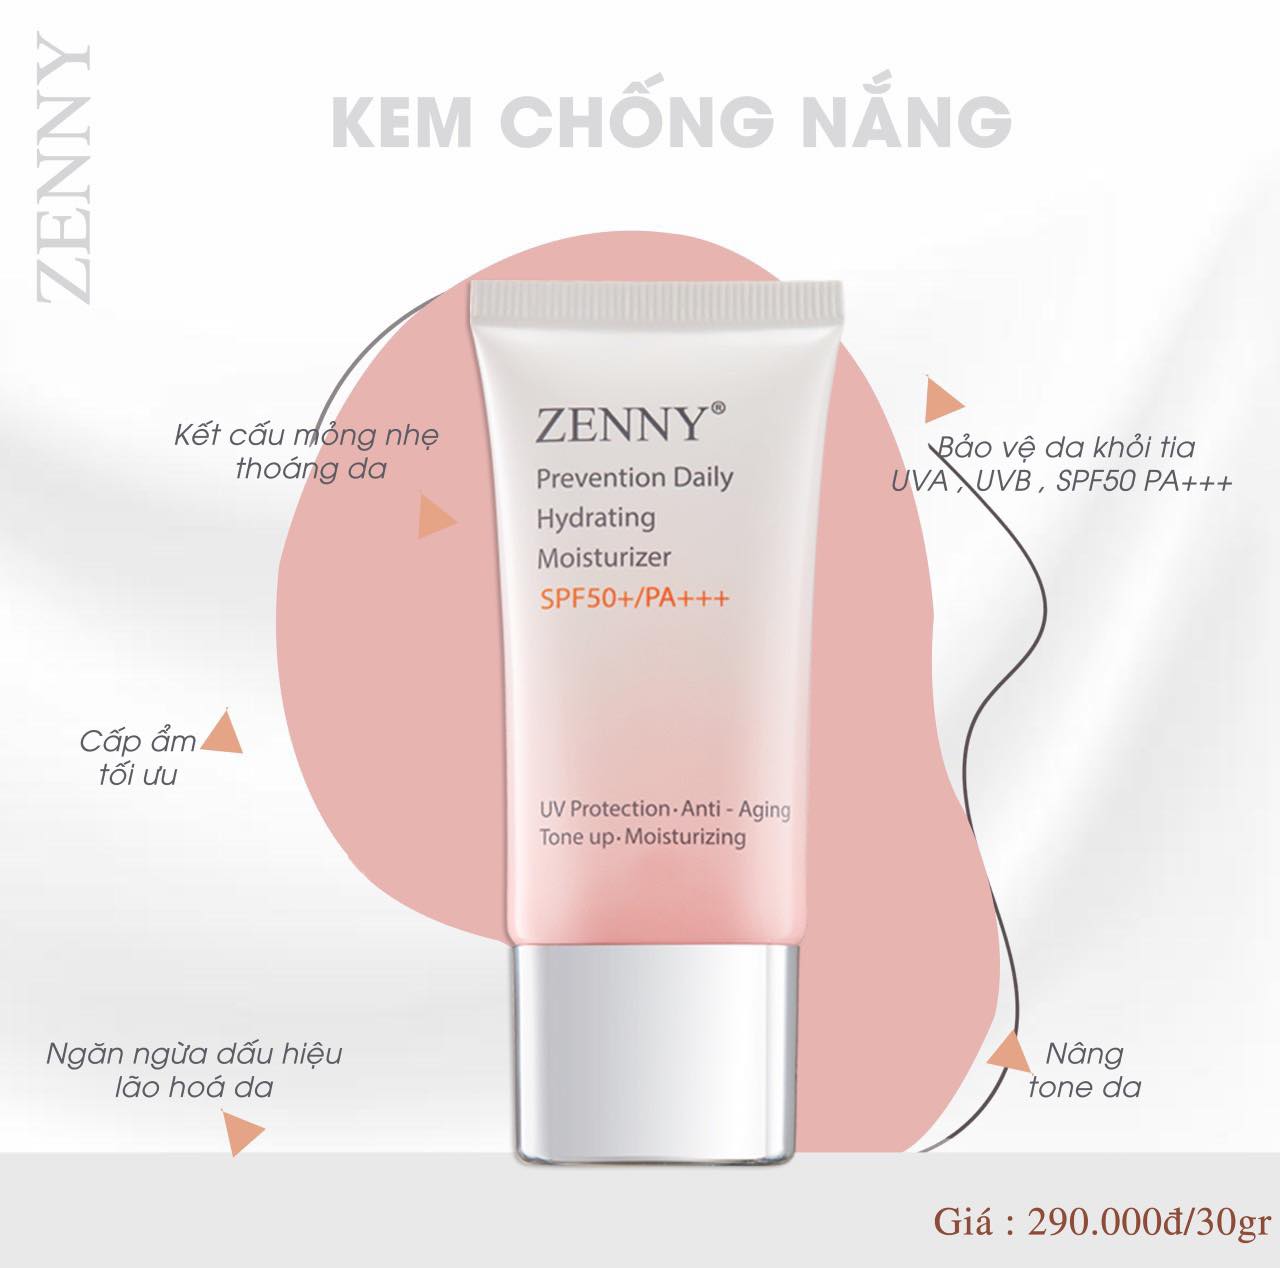 ZENNY
KEM CHỐNG NẮNG
Kết cấu mỏng nhẹ
thoáng da
Bảo vệ da khỏi tia
UVA , UVB , SPF50 PA+++
ZENNY®
Prevention Daily
Hydrating
Moisturizer
SPF50+/PA+++
Cấp ẩm
tối ưu
UV Protection·Anti - Aging
Tone up·Moisturizing
Ngăn ngừa dấu hiệu
lão hoá da
Nâng
tone da
Giá : 290.000đ/30gr